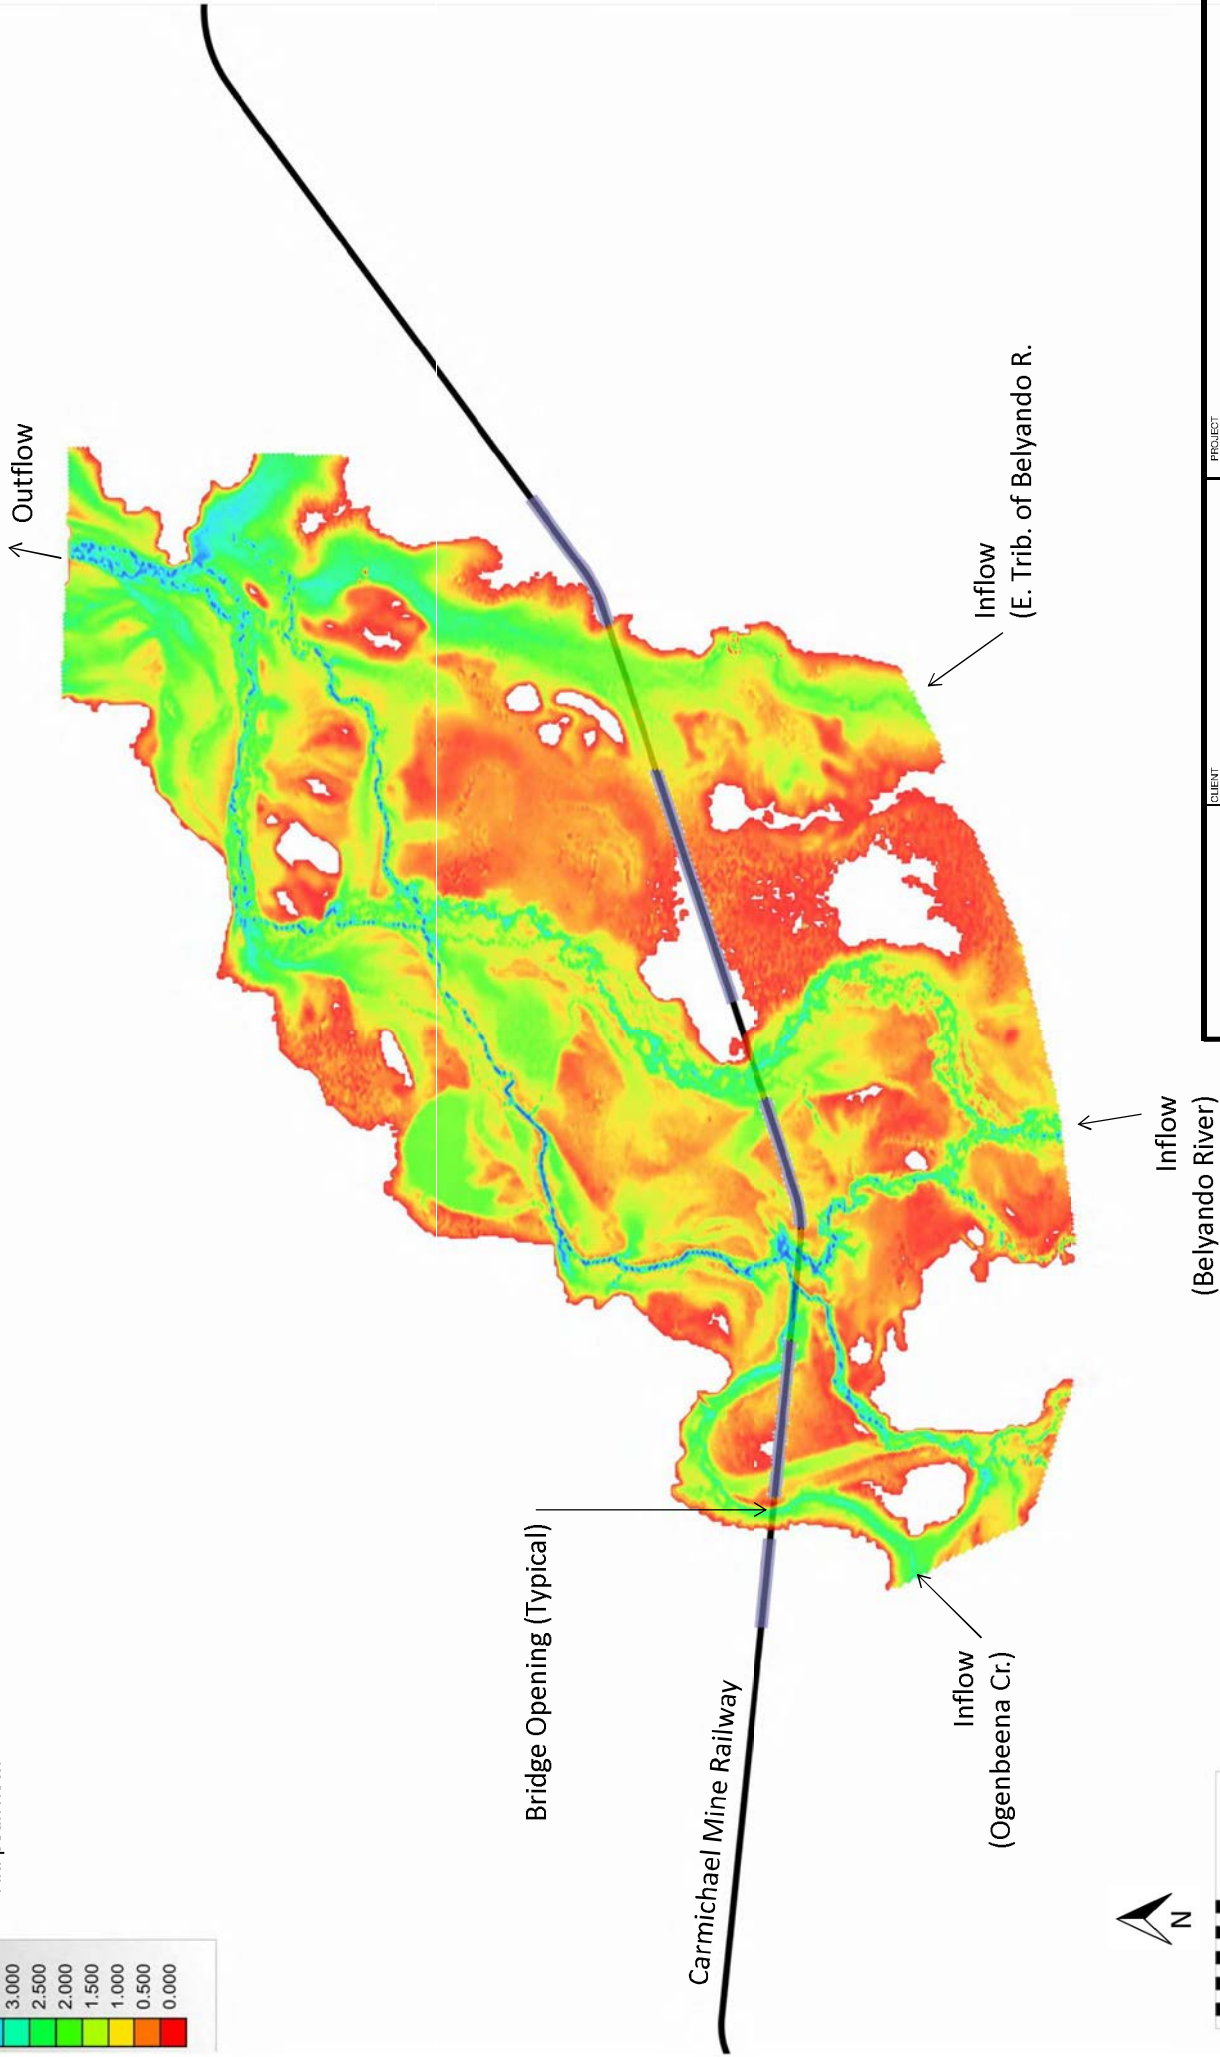 Outflow
Inflow
(E. Trib. of Belyando R.
PROJECT
CLIENT
Inflow
(Belyando River)
Bridge Opening (Typical)
Carmichael Mine Railway
Inflow
(Ogenbeena Cr.)
N
3.000
2.500
2.000
1.500
1.000
0.500
0.000